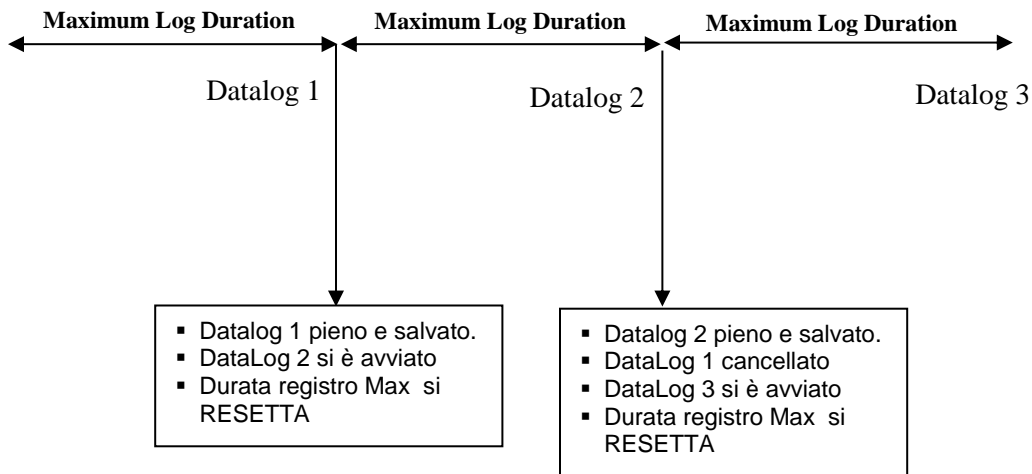 Maximum Log Duration
Maximum Log Duration
Maximum Log Duration
Datalog 1
Datalog 2
Datalog 3
▪ Datalog 1 pieno e salvato.
▪ DataLog 2 si è avviato
▪ Durata registro Max si
RESETTA
▪ Datalog 2 pieno e salvato.
▪ DataLog 1 cancellato
▪ DataLog 3 si è avviato
▪ Durata registro Max si
RESETTA